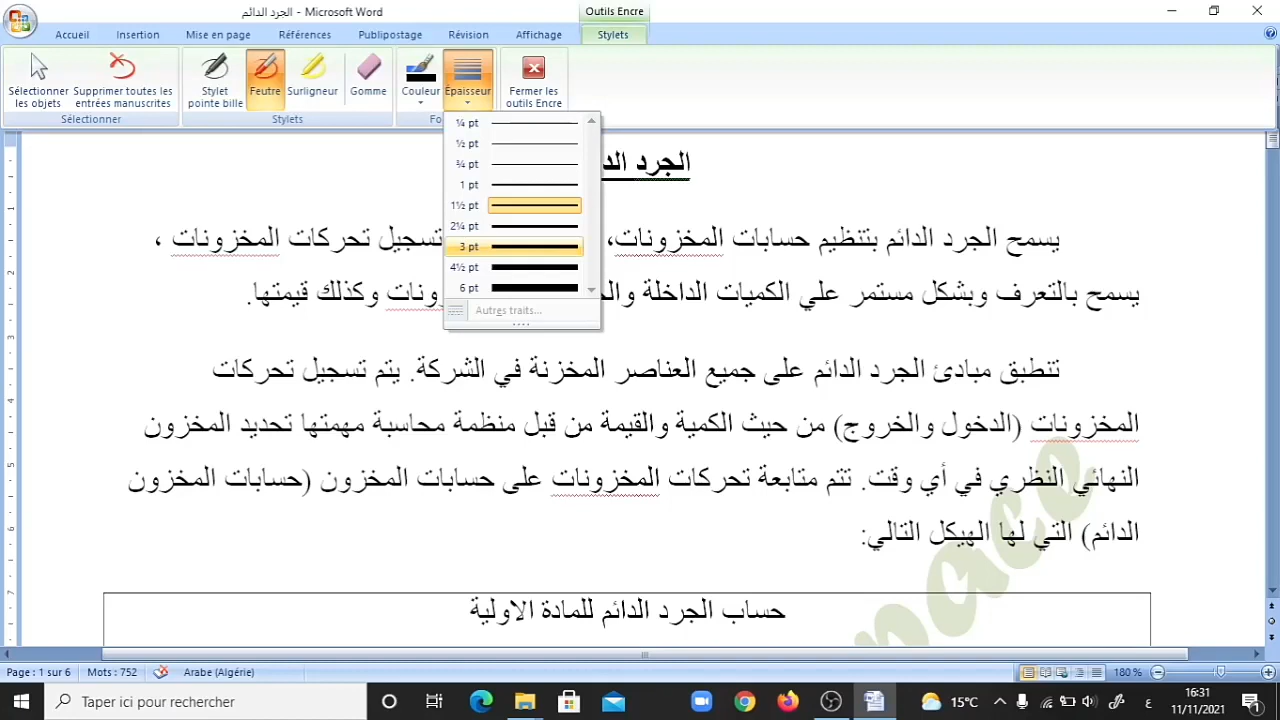 الجرد الدائم - Microsoft Word
Outils Encre
Accueil Insertion Mise en page Références Publipostage Révision Affichage Stylets
Sélectionner les objets
Supprimer toutes les entrées manuscrites
Stylet pointe bille
Feutre
Surligneur
Gomme
Couleur
Épaisseur
Fermer les outils Encre
Sélectionner
Stylets
Fo
¼ pt
½ pt
¾ pt
1 pt
1½ pt
2¼ pt
3 pt
4½ pt
6 pt
Autres traits...
الجرد الد
يسمح الجرد الدائم بتنظيم حسابات المخزونات، تسجيل تحركات المخزونات ،
يسمح بالتعرف وبشكل مستمر علي الكميات الداخلة وال ونات وكذلك قيمتها.
تنطبق مبادئ الجرد الدائم على جميع العناصر المخزنة في الشركة. يتم تسجيل تحركات
المخزونات (الدخول والخروج) من حيث الكمية والقيمة من قبل منظمة محاسبة مهمتها تحديد المخزون
النهائي النظري في أي وقت. تتم متابعة تحركات المخزونات على حسابات المخزون (حسابات المخزون
الدائم) التي لها الهيكل التالي:
حساب الجرد الدائم للمادة الاولية
Page : 1 sur 6 Mots : 752 Arabe (Algérie) 180 %
Taper ici pour rechercher
15°C
16:31
11/11/2021